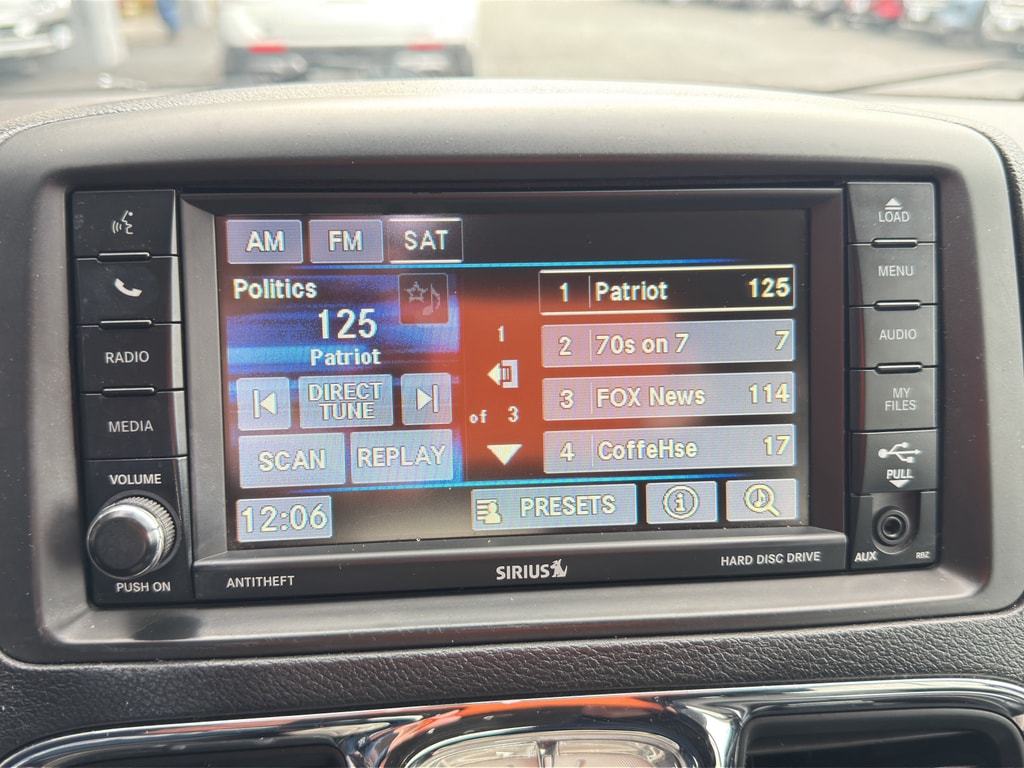 LOAD
MENU
AUDIO
MY
FILES
PULL
AUX
RBZ
RADIO
MEDIA
VOLUME
PUSH ON
AM FM SAT
Politics
125
Patriot
DIRECT
TUNE
SCAN REPLAY
12:06
1
of 3
1 Patriot 125
2 70s on 7 7
3 FOX News 114
4 CoffeHse 17
PRESETS
ANTITHEFT
SIRIUS
HARD DISC DRIVE